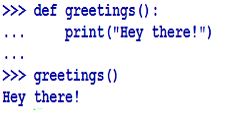 >>> def greetings():
...     print("Hey there!")
...
>>> greetings()
Hey there!